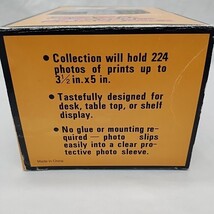 • Collection will hold 224
photos of prints up to
3½ in. x 5 in.
• Tastefully designed for
desk, table top, or shelf
display.
• No glue or mounting re-
quired — photo slips
easily into a clear pro-
tective photo sleeve.
Made in China